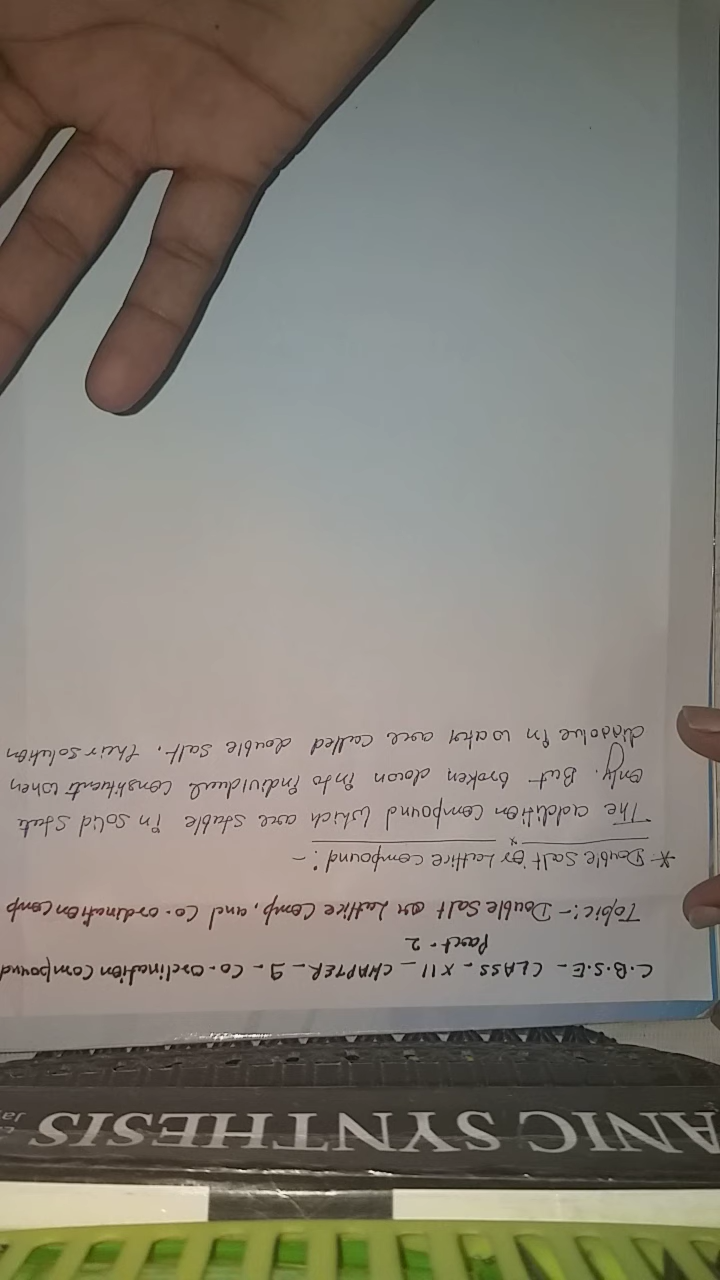 C.B.S.E - CLASS - XII - CHAPTER - 9 - Co-ordination Compound
Part-2
Topic:- Double Salt or Lattice Comp, and Co-ordination Comp
* Double Salt or Lattice Compound :-
The addition Compound which are stable in Solid State
only. But broken down into individual constituent when
dissolve in water are called double salt. their solution
ANIC SYNTHESIS